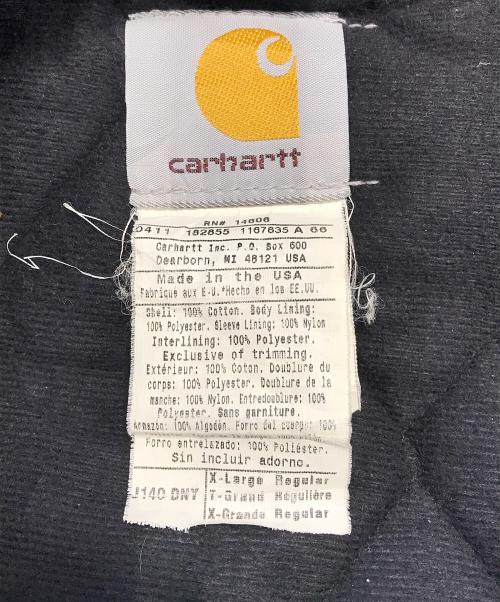 carhartt
RN# 14806
0411 182855 1167835 A 66
Carhartt Inc. P.O. Box 600
Dearborn, MI 48121 USA
Made in the USA
Fabrique aux E-U.*Hecho en los EE.UU.
Shell: 100% Cotton. Body Lining:
100% Polyester. Sleeve Lining: 100% Nylon
Interlining: 100% Polyester.
Exclusive of trimming.
Extérieur: 100% Coton. Doublure du
corps: 100% Polyester. Doublure de la
manche: 100% Nylon. Entredoublure: 100%
Polyester. Sans garniture.
Armazón: 100% Algodón. Forro del cuerpo: 100%
Forro entrelazado: 100% Poliéster.
Sin incluir adorno.
J140 DNY
X-Large Regular
T-Grand Régulière
X-Grande Regular